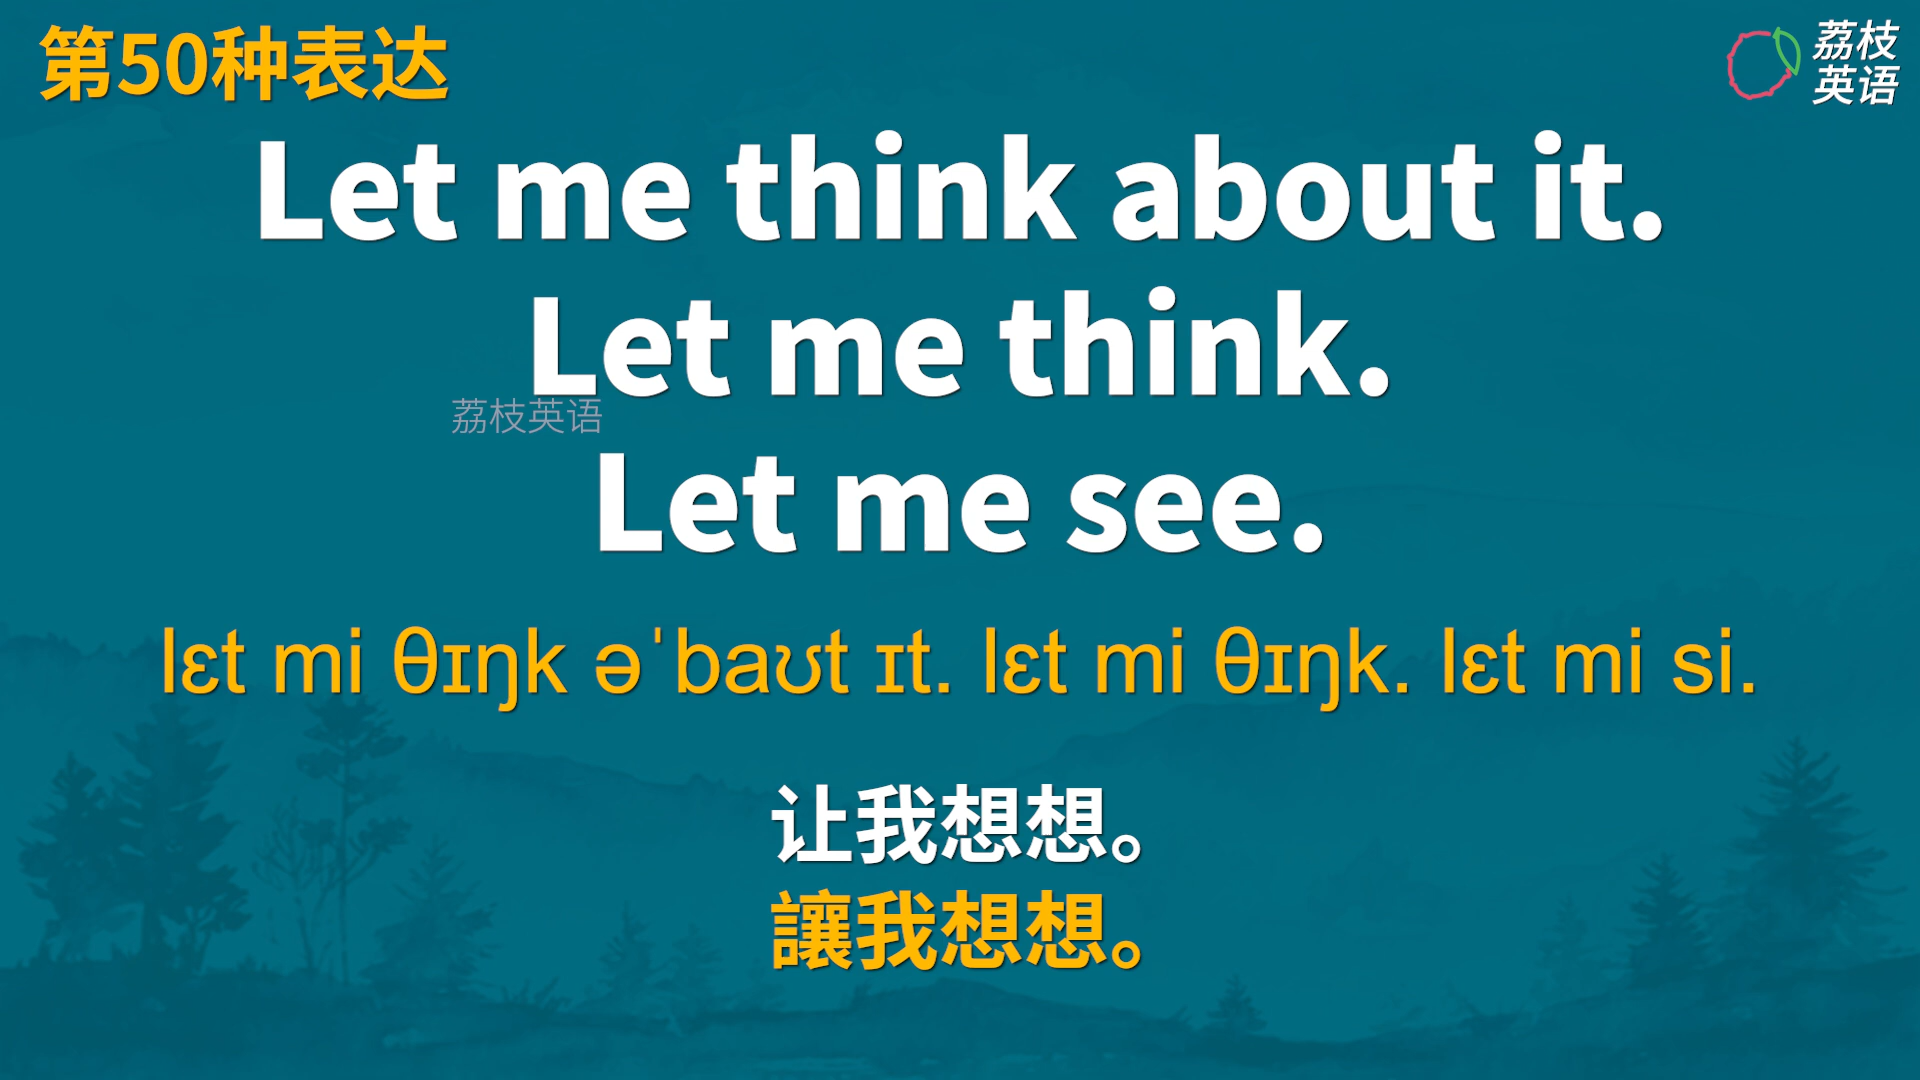 第50种表达
荔枝
英语
Let me think about it.
Let me think.
荔枝英语
Let me see.
lɛt mi θɪŋk əˈbaʊt ɪt. lɛt mi θɪŋk. lɛt mi si.
让我想想。
讓我想想。